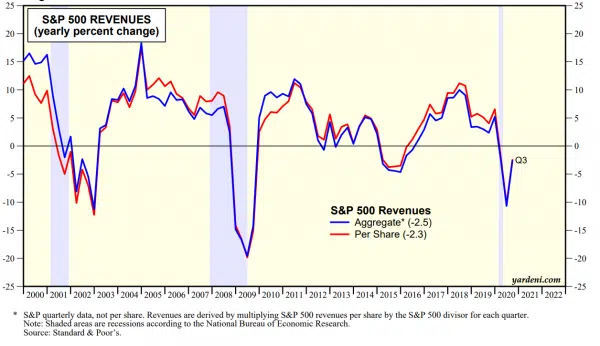 S&P 500 REVENUES
(yearly percent change)
25 25
20 20
15 15
10 10
5 5
0 0
-5 -5
-10 -10
-15 -15
-20 -20
-25 -25
Q3
S&P 500 Revenues
Aggregate* (-2.5)
Per Share (-2.3)
yardeni.com
2000 2001 2002 2003 2004 2005 2006 2007 2008 2009 2010 2011 2012 2013 2014 2015 2016 2017 2018 2019 2020 2021 2022
* S&P quarterly data, not per share. Revenues are derived by multiplying S&P 500 revenues per share by the S&P 500 divisor for each quarter.
Note: Shaded areas are recessions according to the National Bureau of Economic Research.
Source: Standard & Poor's.